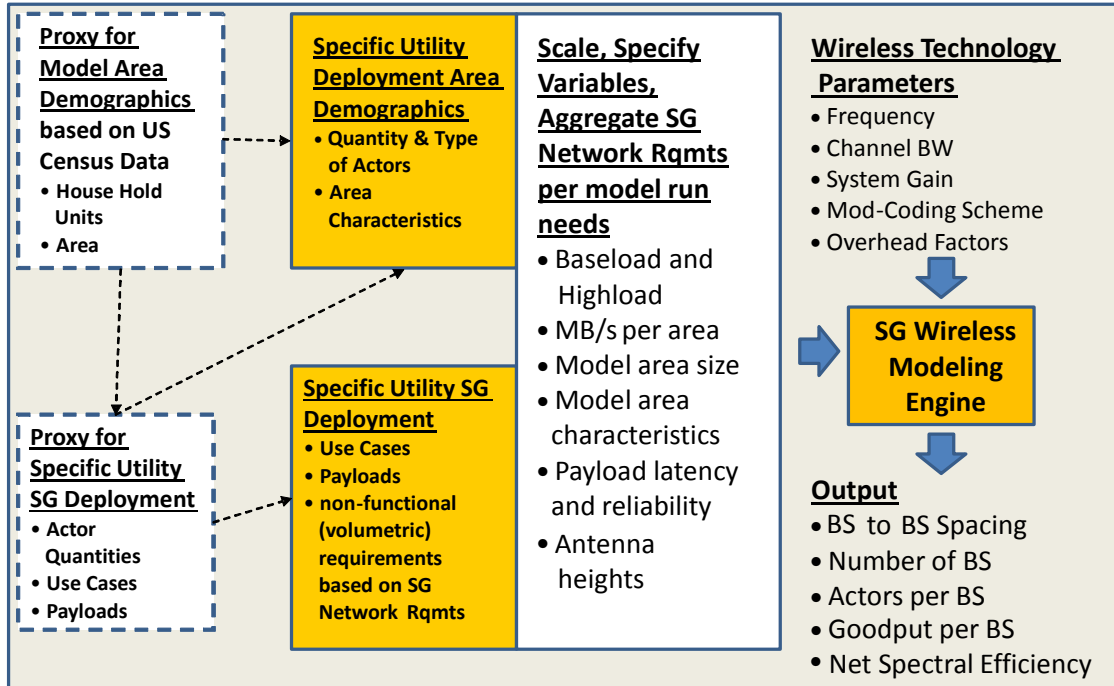 Proxy for
Model Area
Demographics
based on US
Census Data
• House Hold
Units
• Area
Specific Utility
Deployment Area
Demographics
• Quantity & Type
of Actors
• Area
Characteristics
Proxy for
Specific Utility
SG Deployment
• Actor
Quantities
• Use Cases
• Payloads
Specific Utility SG
Deployment
• Use Cases
• Payloads
• non-functional
(volumetric)
requirements
based on SG
Network Rqmts
Scale, Specify
Variables,
Aggregate SG
Network Rqmts
per model run
needs
• Baseload and
Highload
• MB/s per area
• Model area size
• Model area
characteristics
• Payload latency
and reliability
• Antenna
heights
Wireless Technology
Parameters
• Frequency
• Channel BW
• System Gain
• Mod-Coding Scheme
• Overhead Factors
SG Wireless
Modeling
Engine
Output
• BS to BS Spacing
• Number of BS
• Actors per BS
• Goodput per BS
• Net Spectral Efficiency